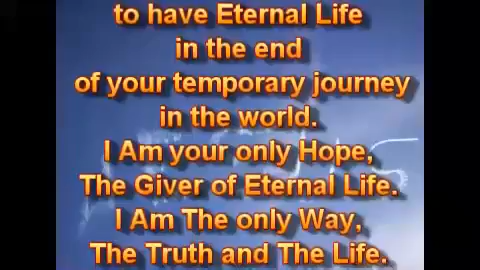 to have Eternal Life
in the end
of your temporary journey
in the world.
I Am your only Hope,
The Giver of Eternal Life.
I Am The only Way,
The Truth and The Life.